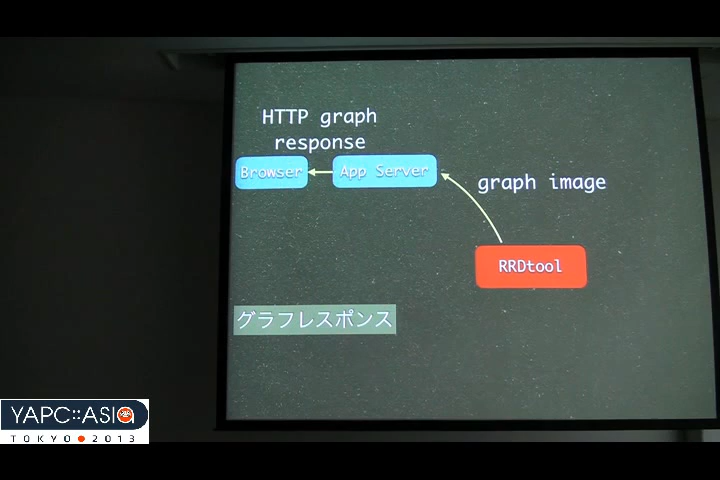 HTTP graph
response
Browser
App Server
graph image
RRDtool
グラフレスポンス
YAPC::ASIA
TOKYO 2013